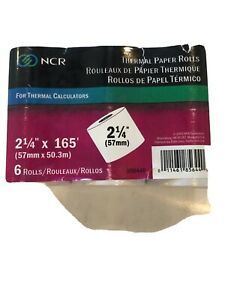 NCR
THERMAL PAPER ROLLS
ROULEAUX DE PAPIER THERMIQUE
ROLLOS DE PAPEL TÉRMICO
FOR THERMAL CALCULATORS
2¼" x 165'
(57mm x 50.3m)
2¼"
(57mm)
6 ROLLS/ROULEAUX/ROLLOS